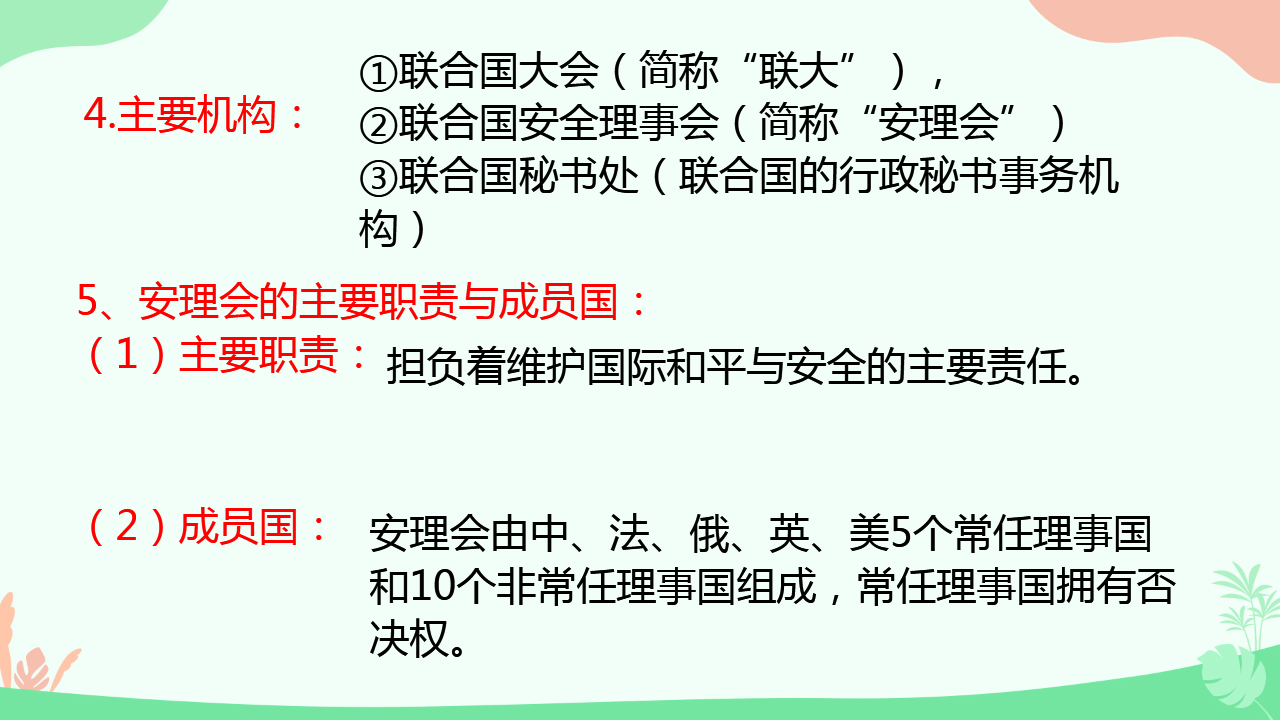 4.主要机构：
①联合国大会（简称“联大”），
②联合国安全理事会（简称“安理会”）
③联合国秘书处（联合国的行政秘书事务机
构）
5、安理会的主要职责与成员国：
（1）主要职责：
担负着维护国际和平与安全的主要责任。
（2）成员国：
安理会由中、法、俄、英、美5个常任理事国
和10个非常任理事国组成，常任理事国拥有否
决权。